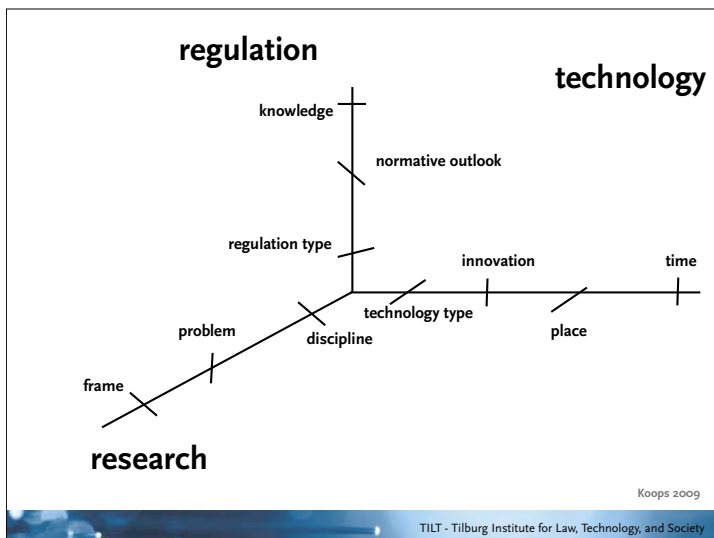 regulation
technology
knowledge
normative outlook
regulation type
innovation
time
technology type
place
discipline
problem
frame
research
Koops 2009
TILT - Tilburg Institute for Law, Technology, and Society